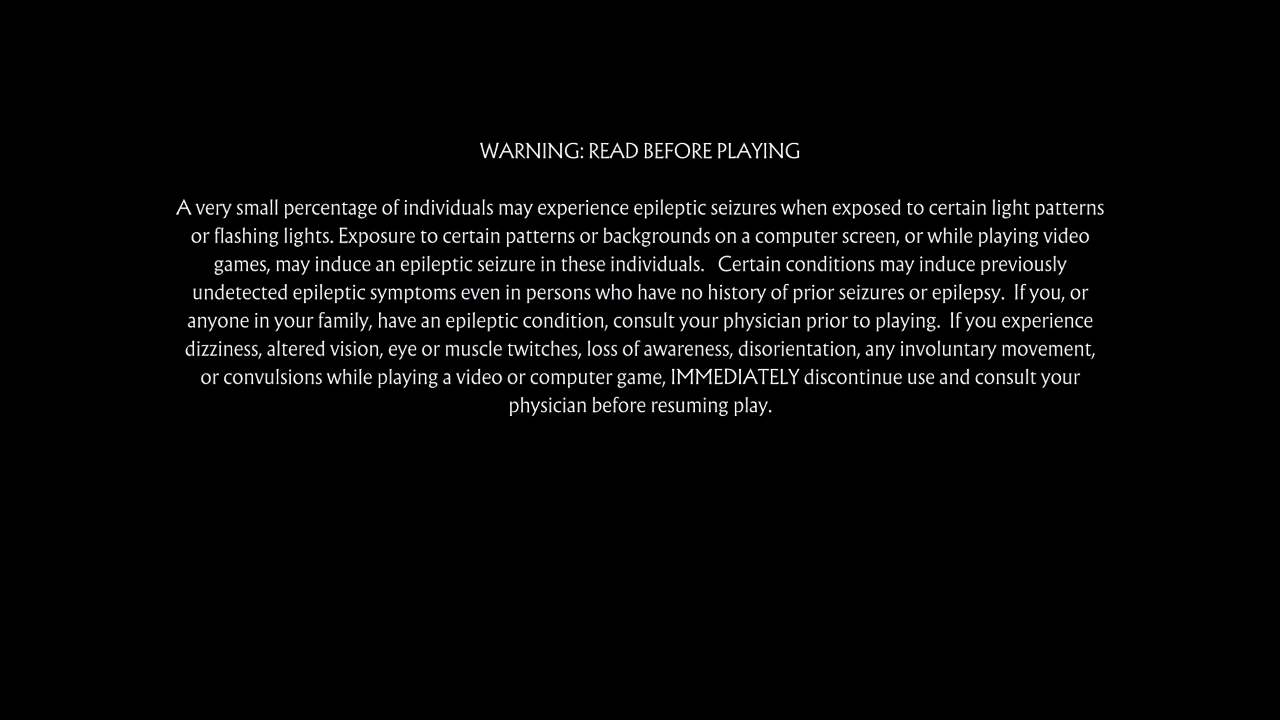 WARNING: READ BEFORE PLAYING
A very small percentage of individuals may experience epileptic seizures when exposed to certain light patterns
or flashing lights. Exposure to certain patterns or backgrounds on a computer screen, or while playing video
games, may induce an epileptic seizure in these individuals.   Certain conditions may induce previously
undetected epileptic symptoms even in persons who have no history of prior seizures or epilepsy.  If you, or
anyone in your family, have an epileptic condition, consult your physician prior to playing.  If you experience
dizziness, altered vision, eye or muscle twitches, loss of awareness, disorientation, any involuntary movement,
or convulsions while playing a video or computer game, IMMEDIATELY discontinue use and consult your
physician before resuming play.